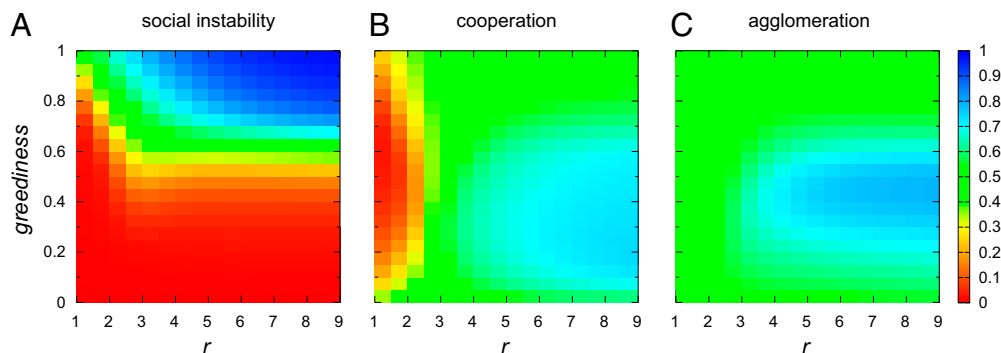 A social instability
B cooperation
C agglomeration
greediness
1
0.8
0.6
0.4
0.2
0
1 2 3 4 5 6 7 8 9
r
1 2 3 4 5 6 7 8 9
r
1 2 3 4 5 6 7 8 9
r
1
0.9
0.8
0.7
0.6
0.5
0.4
0.3
0.2
0.1
0